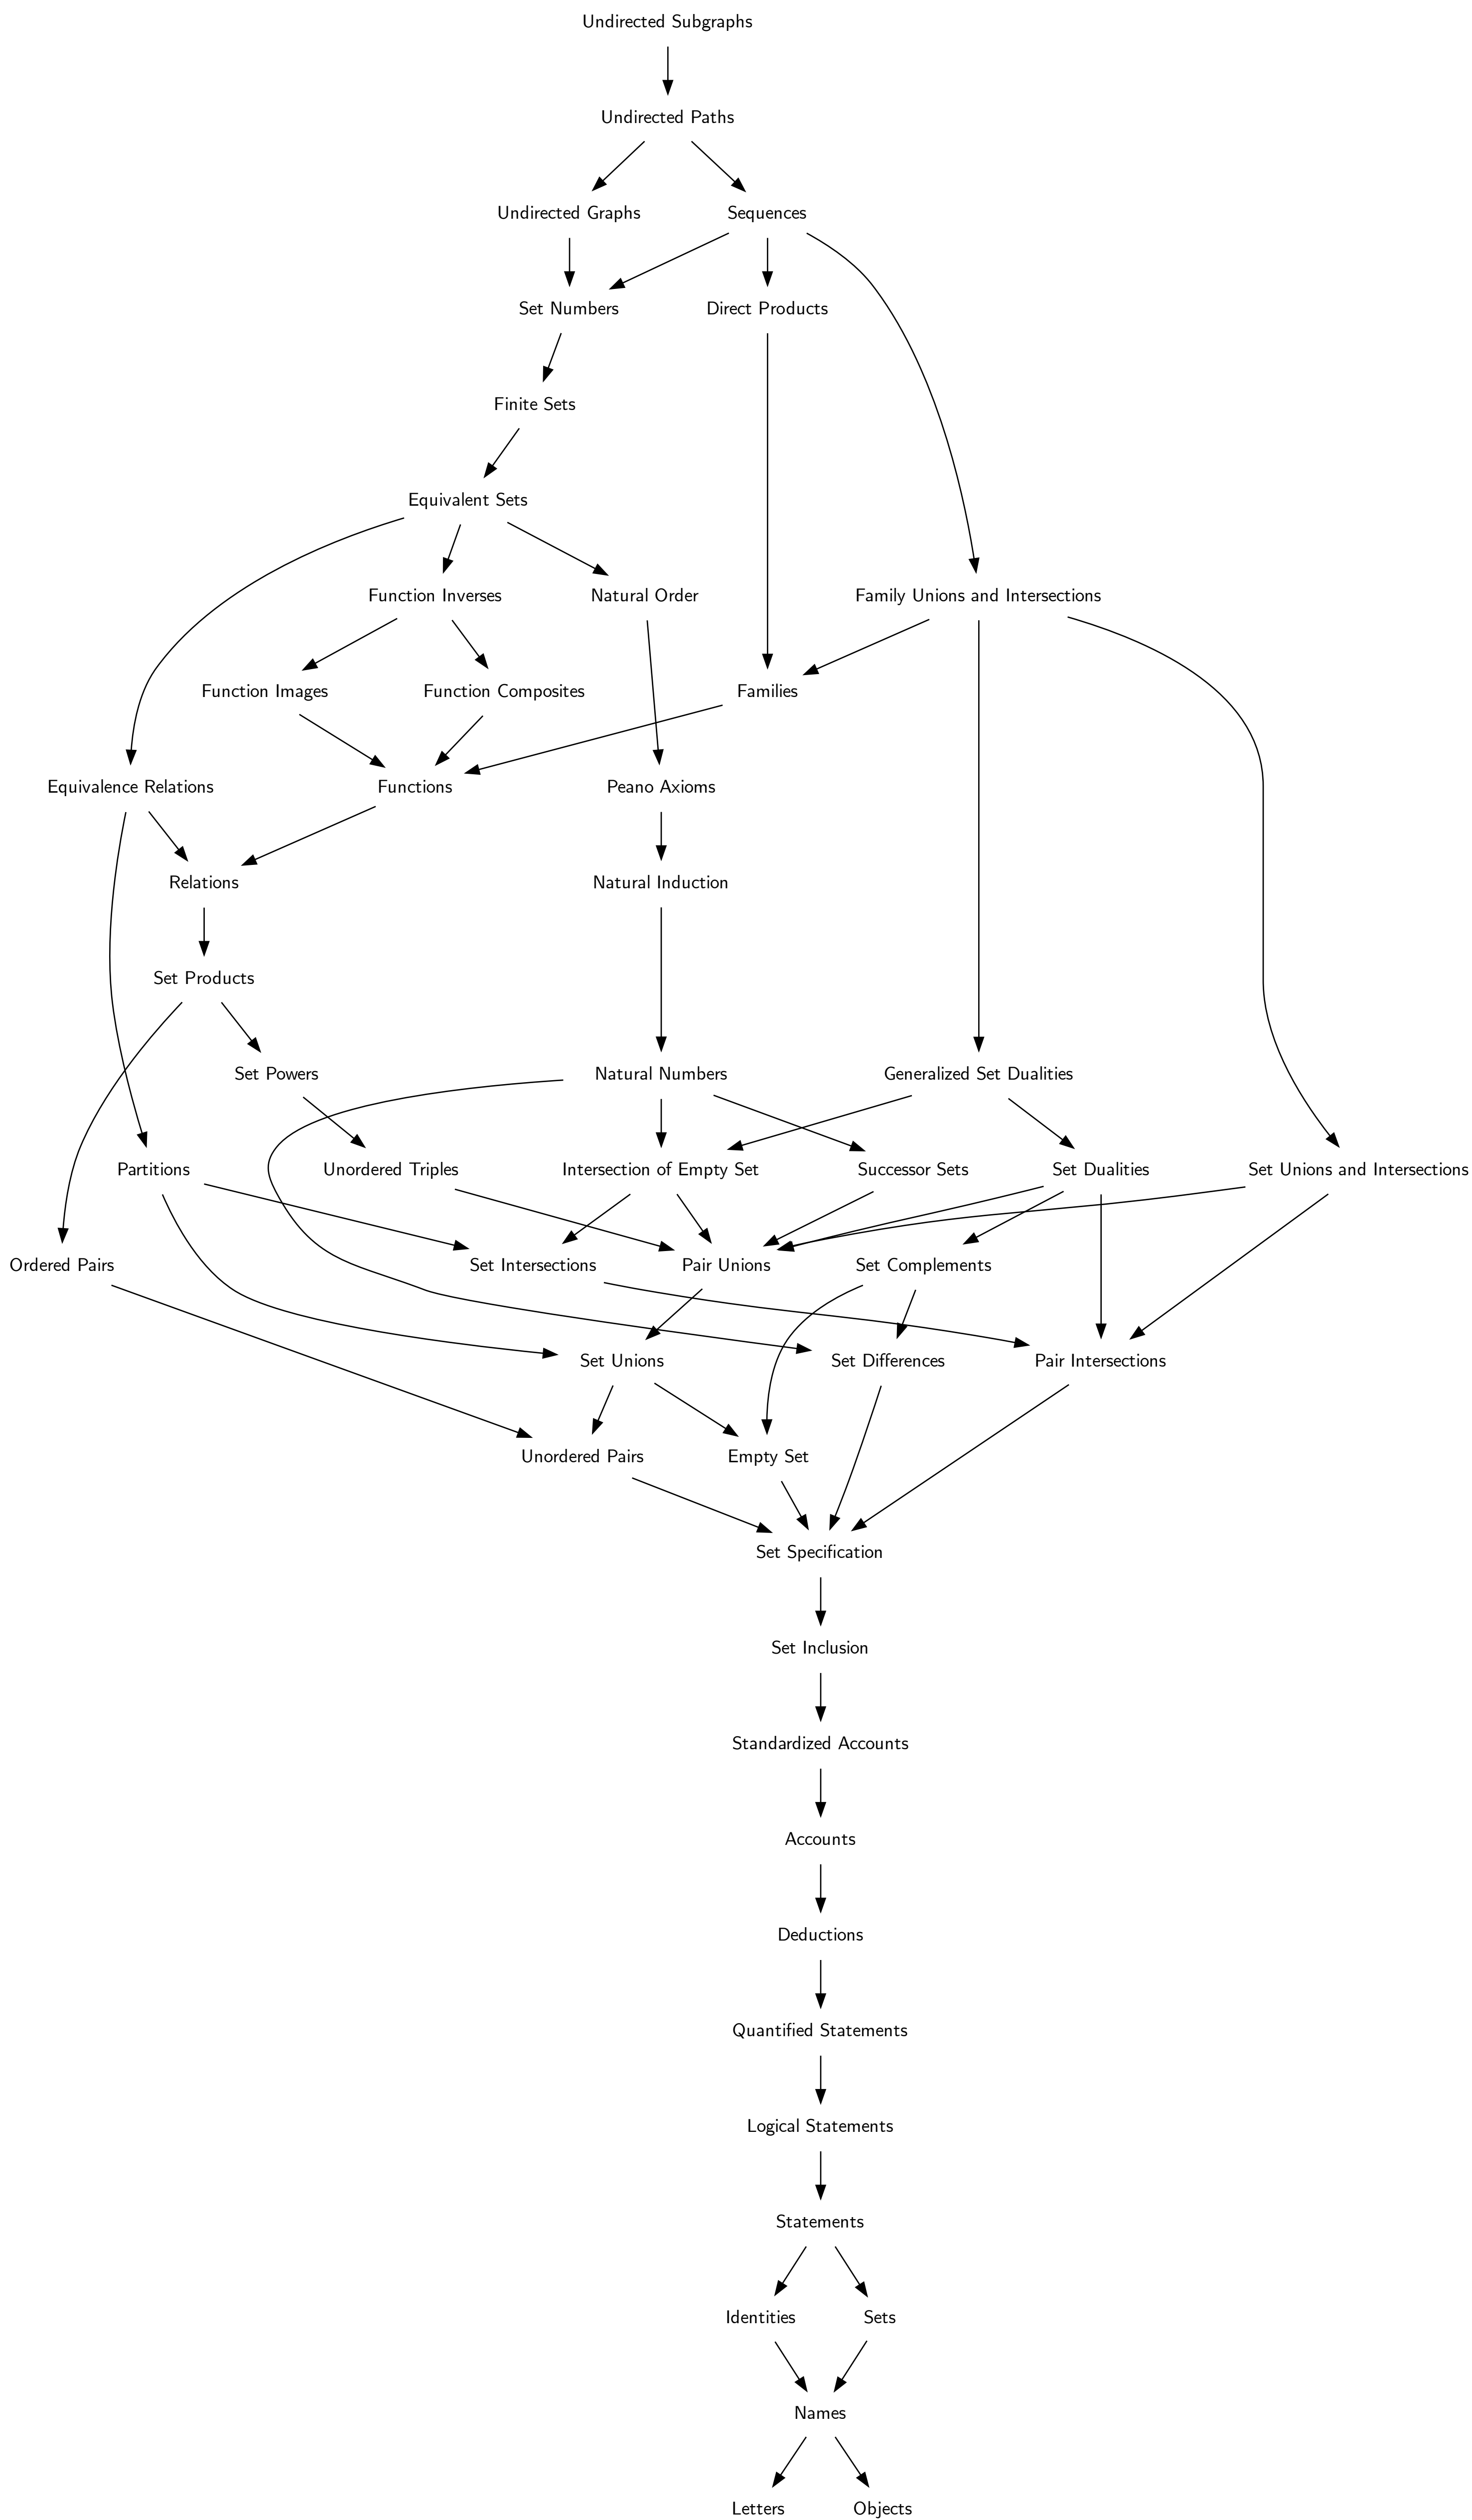 Undirected Subgraphs
Undirected Paths
Undirected Graphs
Sequences
Set Numbers
Direct Products
Finite Sets
Equivalent Sets
Function Inverses
Natural Order
Family Unions and Intersections
Function Images
Function Composites
Families
Equivalence Relations
Functions
Peano Axioms
Relations
Natural Induction
Set Products
Set Powers
Natural Numbers
Generalized Set Dualities
Partitions
Unordered Triples
Intersection of Empty Set
Successor Sets
Set Dualities
Set Unions and Intersections
Ordered Pairs
Set Intersections
Pair Unions
Set Complements
Set Unions
Set Differences
Pair Intersections
Unordered Pairs
Empty Set
Set Specification
Set Inclusion
Standardized Accounts
Accounts
Deductions
Quantified Statements
Logical Statements
Statements
Identities
Sets
Names
Letters
Objects